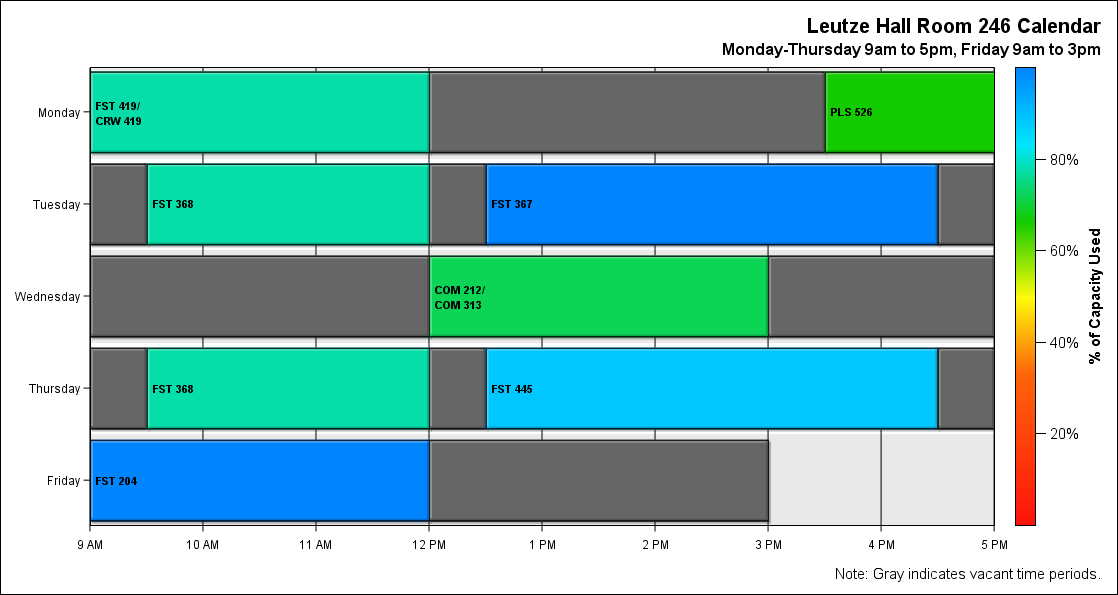 Leutze Hall Room 246 Calendar
Monday-Thursday 9am to 5pm, Friday 9am to 3pm
Monday
FST 419/
CRW 419
PLS 526
Tuesday
FST 368
FST 367
Wednesday
COM 212/
COM 313
Thursday
FST 368
FST 445
Friday
FST 204
9 AM
10 AM
11 AM
12 PM
1 PM
2 PM
3 PM
4 PM
5 PM
80%
60%
40%
20%
% of Capacity Used
Note: Gray indicates vacant time periods.